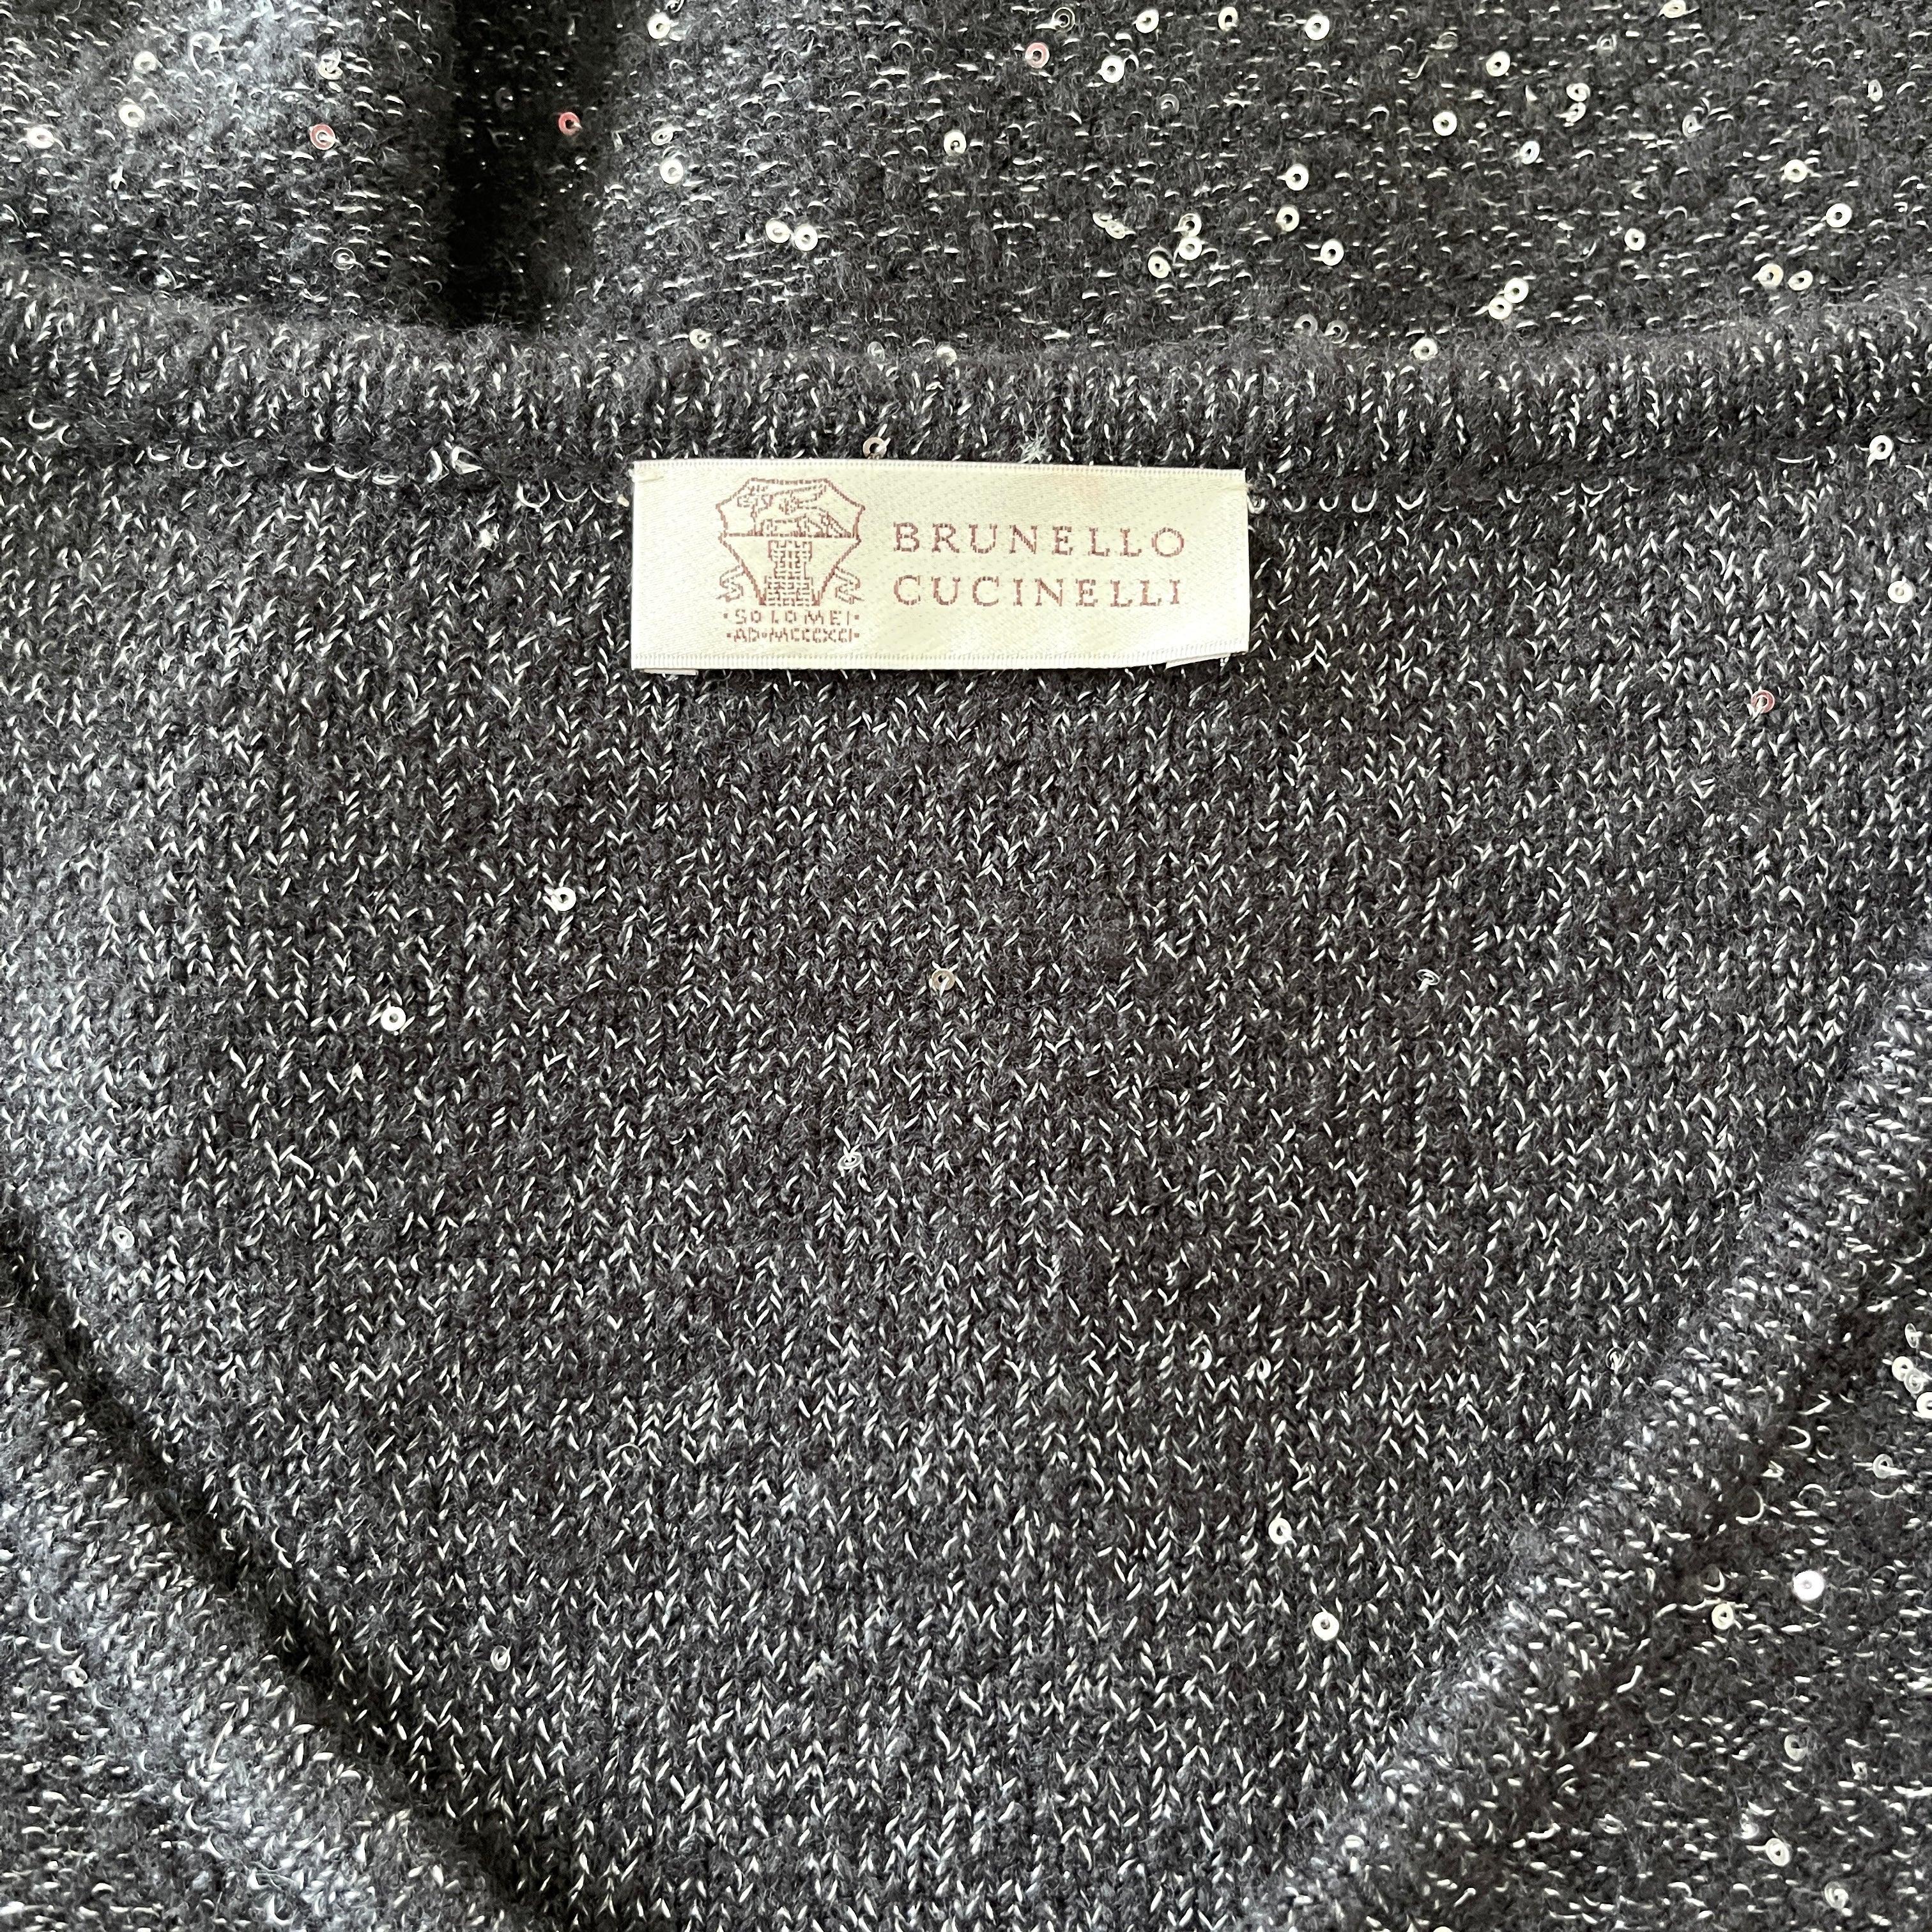 BRUNELLO
CUCINELLI
·SOLOMEI·
·AD·MCCCXCI·